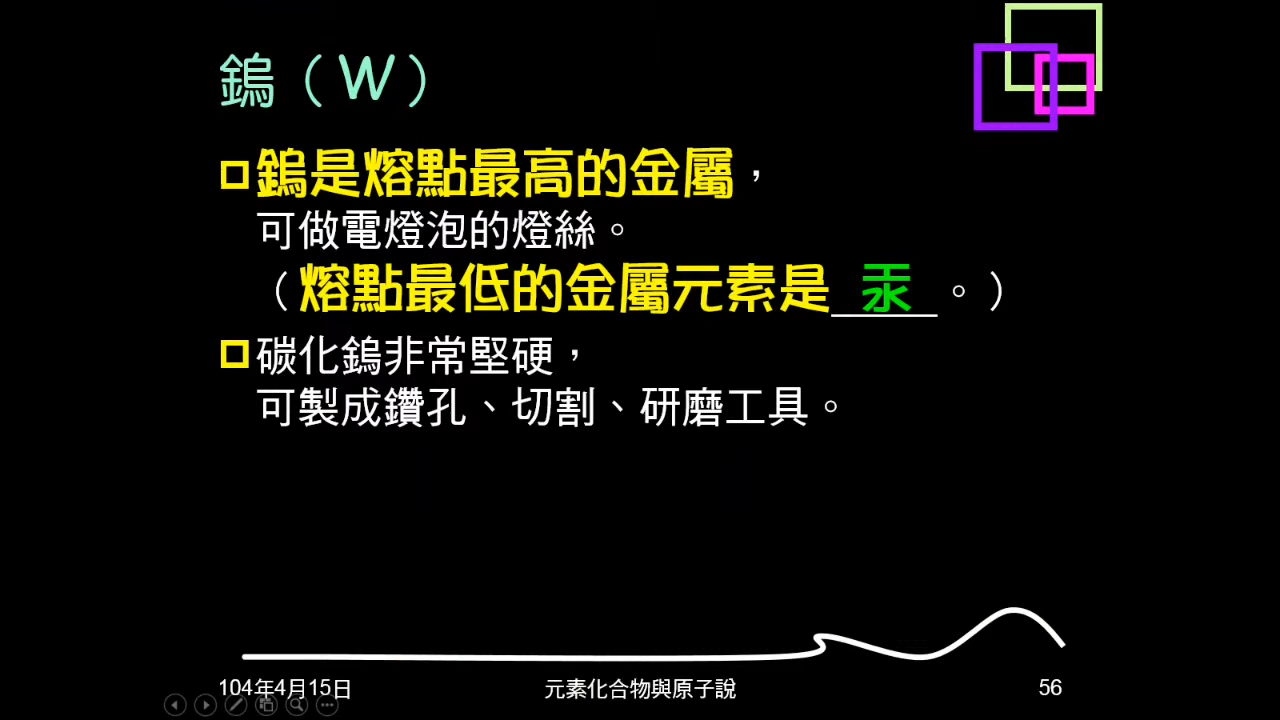 鎢（W）
鎢是熔點最高的金屬，
可做電燈泡的燈絲。
（熔點最低的金屬元素是 汞 。）
碳化鎢非常堅硬，
可製成鑽孔、切割、研磨工具。
104年4月15日
元素化合物與原子說
56